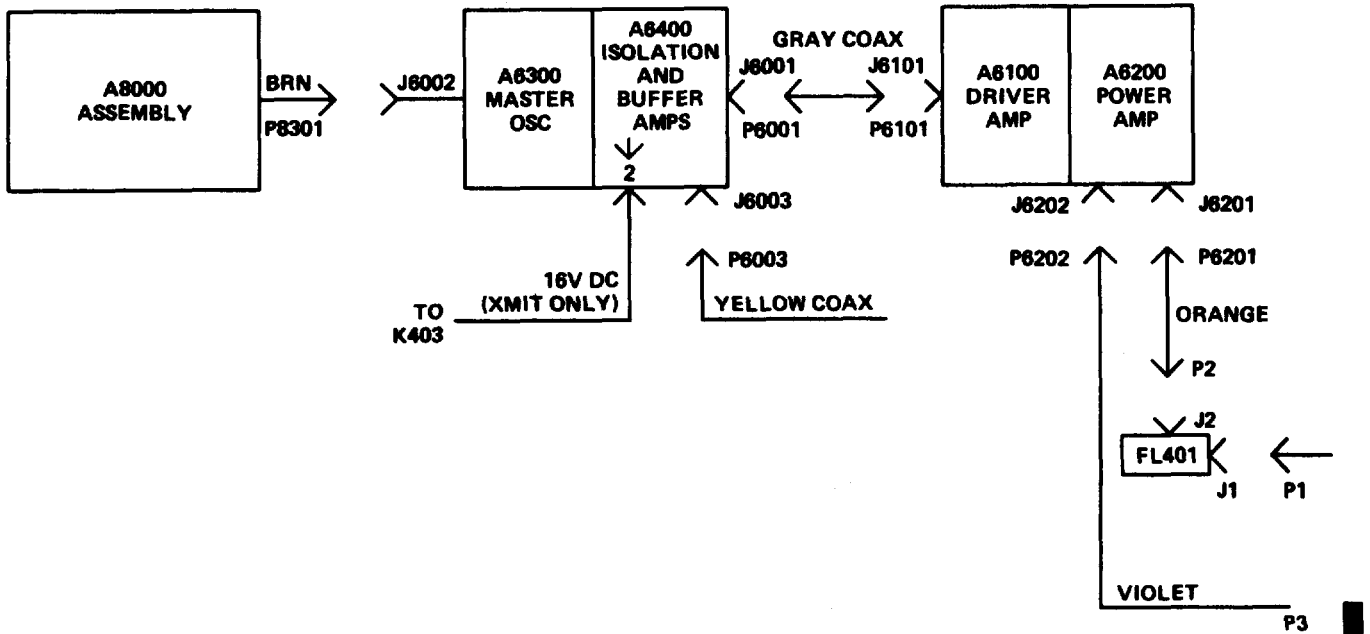 A8000
ASSEMBLY
BRN
P8301
J6002
A6300
MASTER
OSC
A6400
ISOLATION
AND
BUFFER
AMPS
2
GRAY COAX
J6001
J6101
P6001
P6101
A6100
DRIVER
AMP
A6200
POWER
AMP
J6003
J6202
J6201
P6003
P6202
P6201
16V DC
(XMIT ONLY)
TO
K403
YELLOW COAX
ORANGE
P2
J2
FL401
J1
P1
VIOLET
P3